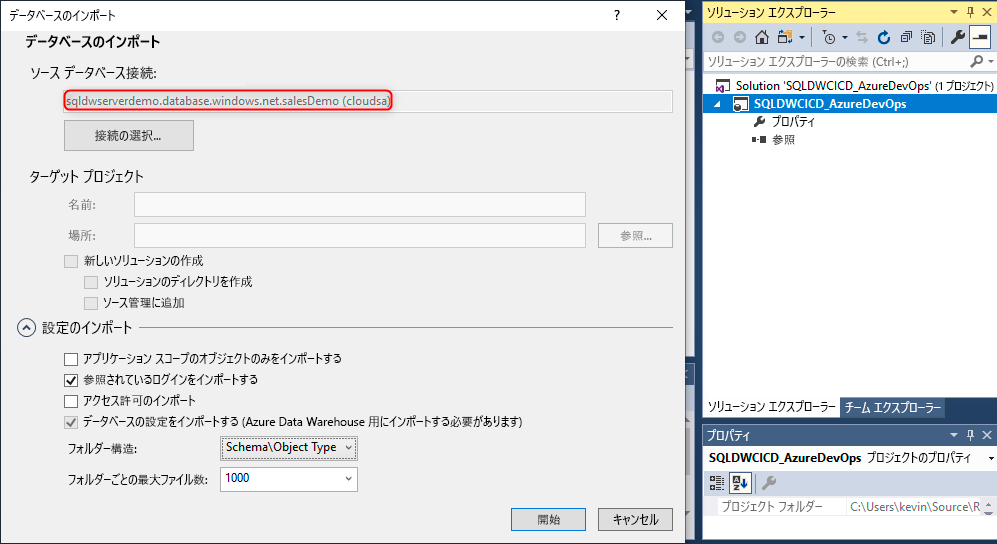 データベースのインポート
?
データベースのインポート
ソース データベース接続:
sqldwserverdemo.database.windows.net.salesDemo (cloudsa)
接続の選択...
ターゲット プロジェクト
名前:
場所:
参照...
新しいソリューションの作成
ソリューションのディレクトリを作成
ソース管理に追加
設定のインポート
アプリケーション スコープのオブジェクトのみをインポートする
参照されているログインをインポートする
アクセス許可のインポート
データベースの設定をインポートする (Azure Data Warehouse 用にインポートする必要があります)
フォルダー構造:
Schema\Object Type
フォルダーごとの最大ファイル数:
1000
開始
キャンセル
ソリューション エクスプローラー
ソリューション エクスプローラーの検索 (Ctrl+;)
Solution 'SQLDWCICD_AzureDevOps' (1 プロジェクト)
SQLDWCICD_AzureDevOps
プロパティ
参照
ソリューション エクスプローラー
チーム エクスプローラー
プロパティ
SQLDWCICD_AzureDevOps プロジェクトのプロパティ
プロジェクト フォルダー
C:\Users\kevin\Source\R